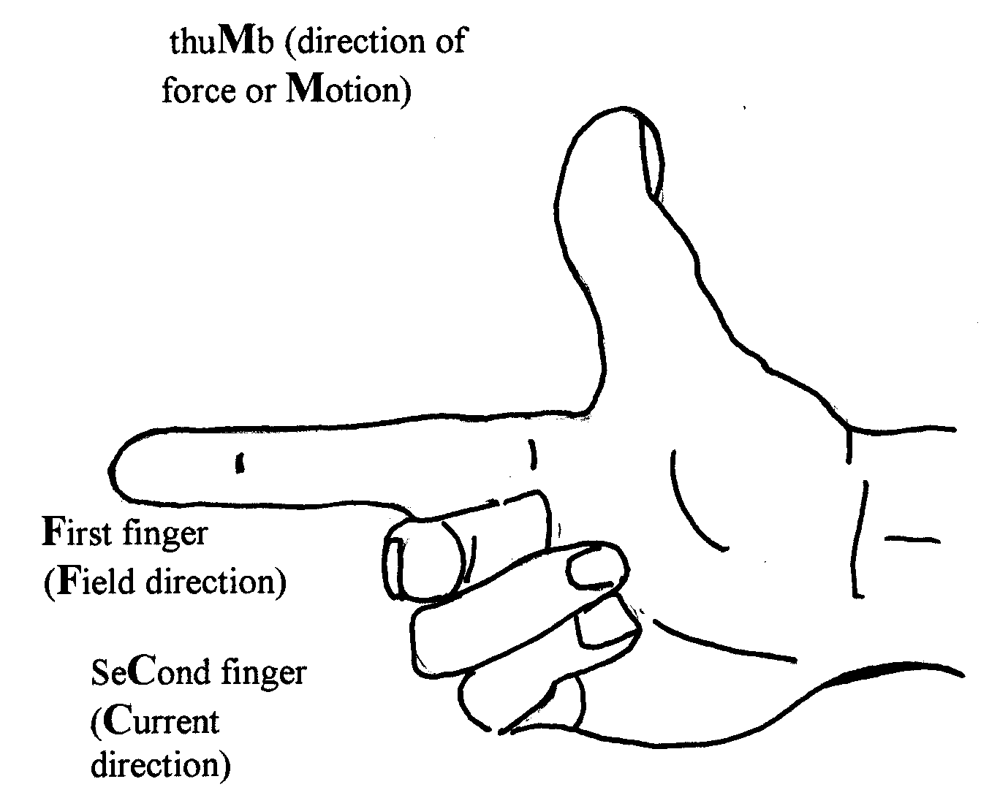 thuMb (direction of
force or Motion)
First finger
(Field direction)
SeCond finger
(Current
direction)